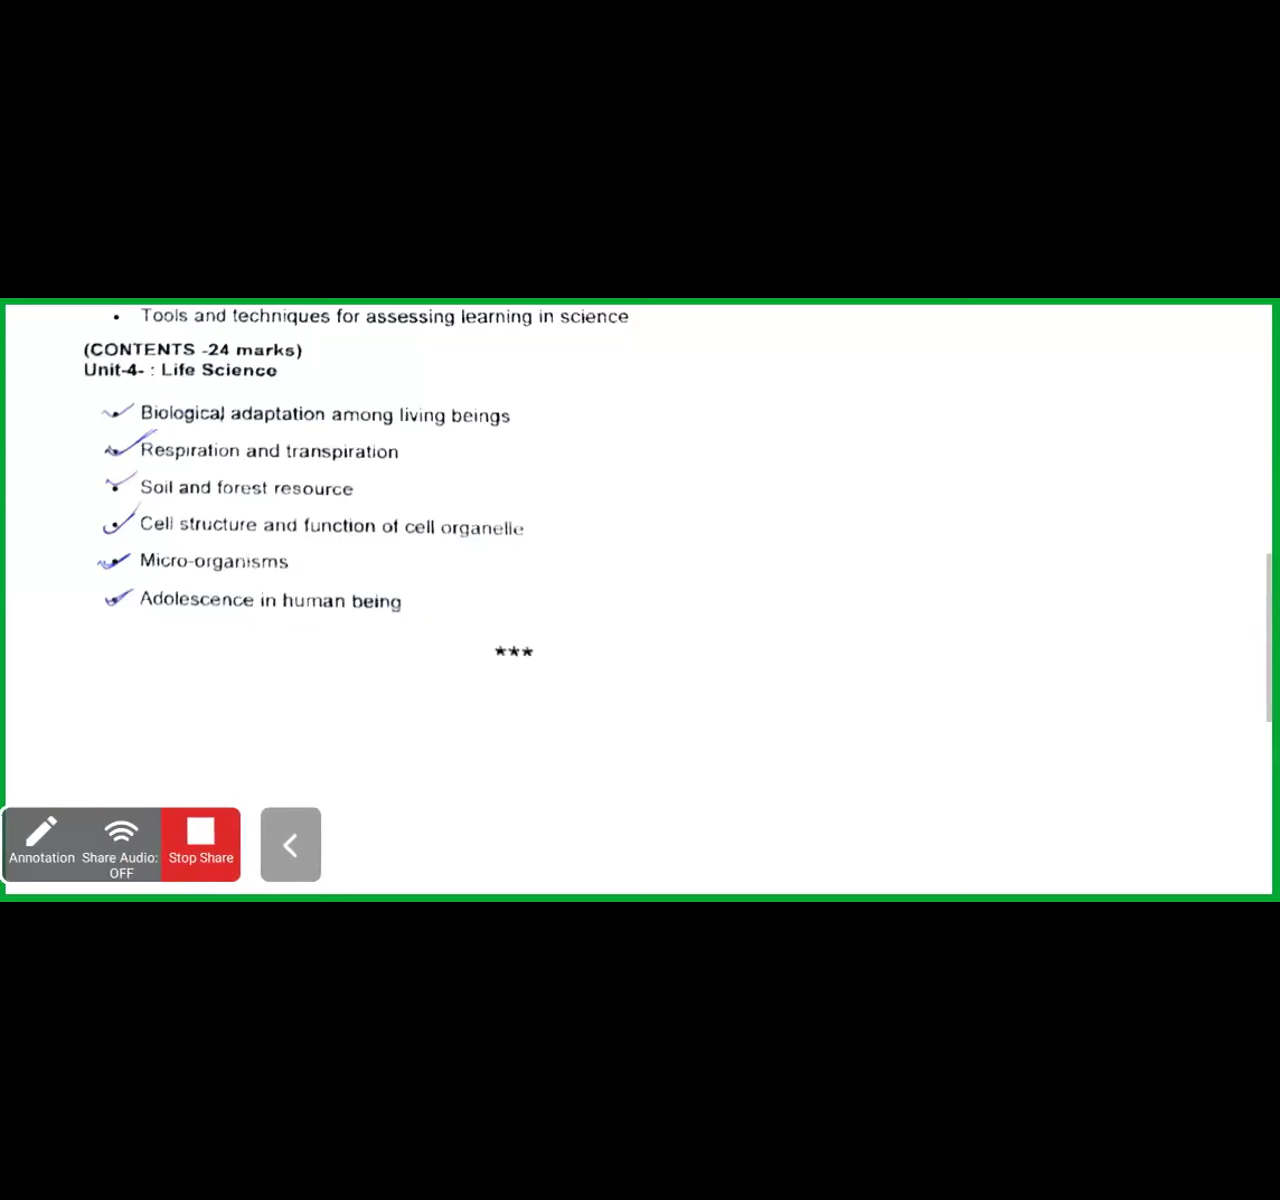 • Tools and techniques for assessing learning in science
(CONTENTS -24 marks)
Unit-4- : Life Science
Biological adaptation among living beings
Respiration and transpiration
Soil and forest resource
Cell structure and function of cell organelle
Micro-organisms
Adolescence in human being
***
Annotation
Share Audio:
OFF
Stop Share